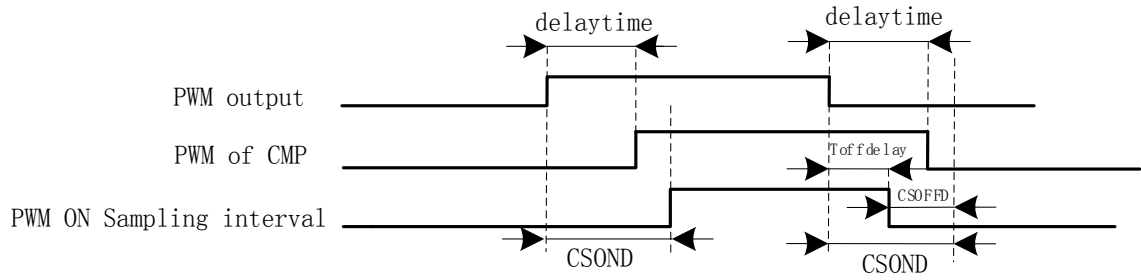 delaytime
delaytime
PWM output
PWM of CMP
Toffdelay
CSOFFD
PWM ON Sampling interval
CSOND
CSOND